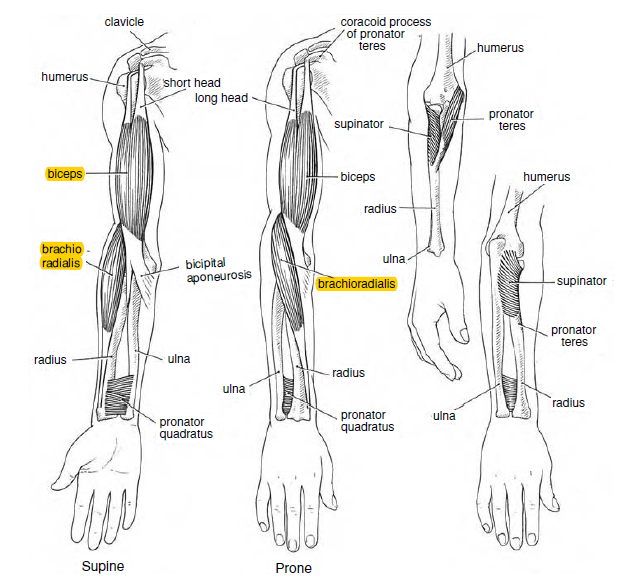 clavicle
humerus
short head
long head
biceps
brachio
radialis
bicipital
aponeurosis
radius
ulna
pronator
quadratus
Supine
coracoid process
of pronator
teres
biceps
brachioradialis
radius
ulna
pronator
quadratus
Prone
humerus
supinator
pronator
teres
radius
ulna
humerus
supinator
pronator
teres
ulna
radius